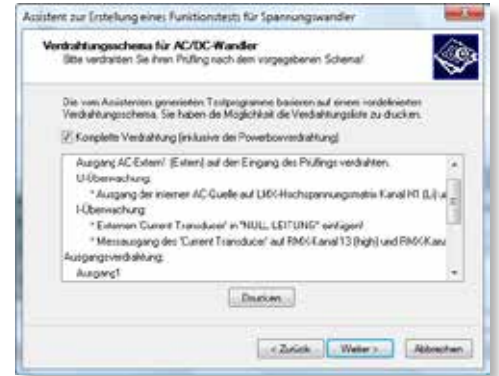 Assistent zur Erstellung eines Funktionstests für Spannungswandler
Verdrahtungsschema für AC/DC-Wandler
Bitte verdrahten Sie ihren Prüfling nach dem vorgegebenen Schema!
Die vom Assistenten generierten Testprogramme basieren auf einem vordefinierten
Verdrahtungsschema. Sie haben die Möglichkeit die Verdrahtungsliste zu drucken.
Komplette Verdrahtung (inklusive der Powerboxverdrahtung)
Ausgang AC-Extern1 (Extern) auf den Eingang des Prüflings verdrahten.
U-Überwachung:
* Ausgang der internen AC-Quelle auf LMX-Hochspannungsmatrix Kanal H1 (Li) u
I-Überwachung:
* Externen 'Current Transducer' in "NULL LEITUNG" einfügen!
* Messausgang des 'Current Transducer' auf RMX-Kanal 13 (high) und RMX-Kana
Ausgangsverdrahtung:
Ausgang1
Drucken
< Zurück
Weiter >
Abbrechen